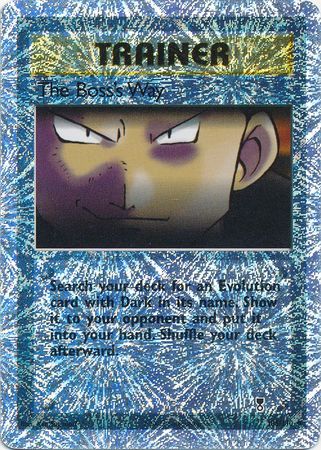 TRAINER
The Boss's Way
Search your deck for an Evolution
card with Dark in its name. Show
it to your opponent and put it
into your hand. Shuffle your deck
afterward.